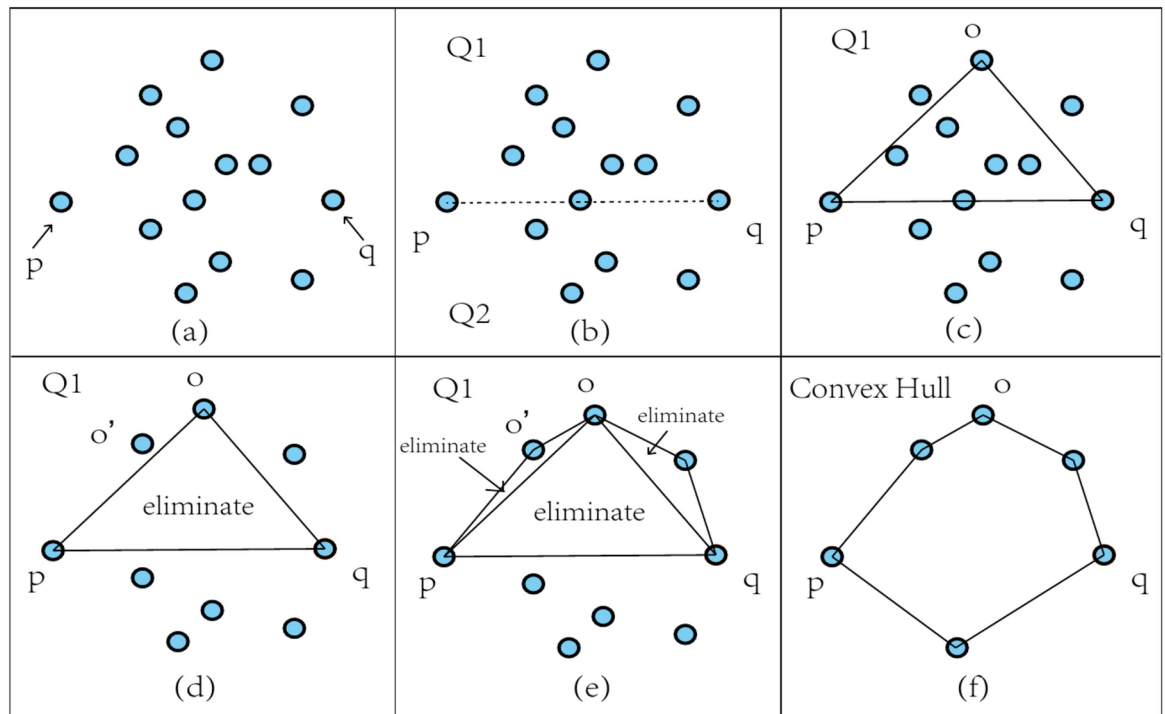 p
q
(a)
Q1
p
q
Q2
(b)
Q1
o
p
q
(c)
Q1
o
o'
eliminate
p
q
(d)
Q1
o
o'
eliminate
eliminate
eliminate
p
q
(e)
Convex Hull
o
p
q
(f)